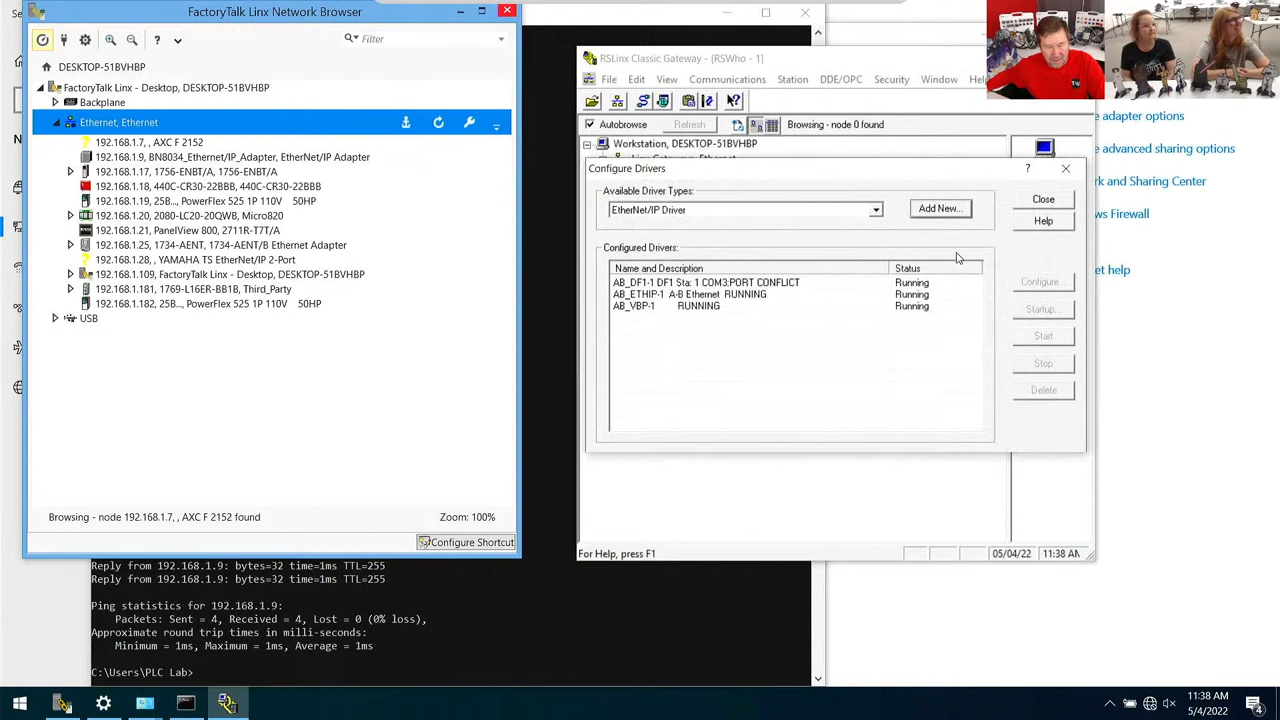 FactoryTalk Linx Network Browser
Filter
DESKTOP-51BVHBP
FactoryTalk Linx - Desktop, DESKTOP-51BVHBP
Backplane
Ethernet, Ethernet
192.168.1.7, , AXC F 2152
192.168.1.9, BN8034_Ethernet/IP_Adapter, EtherNet/IP Adapter
192.168.1.17, 1756-ENBT/A, 1756-ENBT/A
192.168.1.18, 440C-CR30-22BBB, 440C-CR30-22BBB
192.168.1.19, 25B..., PowerFlex 525 1P 110V   50HP
192.168.1.20, 2080-LC20-20QWB, Micro820
192.168.1.21, PanelView 800, 2711R-T7T/A
192.168.1.25, 1734-AENT, 1734-AENT/B Ethernet Adapter
192.168.1.28, , YAMAHA TS EtherNet/IP 2-Port
192.168.1.109, FactoryTalk Linx - Desktop, DESKTOP-51BVHBP
192.168.1.181, 1769-L16ER-BB1B, Third_Party
192.168.1.182, 25B..., PowerFlex 525 1P 110V   50HP
USB
Browsing - node 192.168.1.7, , AXC F 2152 found
Zoom: 100%
Configure Shortcut
Reply from 192.168.1.9: bytes=32 time=1ms TTL=255
Reply from 192.168.1.9: bytes=32 time=1ms TTL=255
Ping statistics for 192.168.1.9:
Packets: Sent = 4, Received = 4, Lost = 0 (0% loss),
Approximate round trip times in milli-seconds:
Minimum = 1ms, Maximum = 1ms, Average = 1ms
C:\Users\PLC Lab>
RSLinx Classic Gateway - [RSWho - 1]
File Edit View Communications Station DDE/OPC Security Window Help
Autobrowse Refresh Browsing - node 0 found
Workstation, DESKTOP-51BVHBP
Linx Gateways, Ethernet
Configure Drivers
Available Driver Types:
EtherNet/IP Driver
Add New...
Close
Help
Configured Drivers:
Name and Description Status
AB_DF1-1 DF1 Sta: 1 COM3:PORT CONFLICT Running
AB_ETHIP-1 A-B Ethernet RUNNING Running
AB_VBP-1 RUNNING Running
Configure...
Startup...
Start
Stop
Delete
For Help, press F1
05/04/22 11:38 AM
adapter options
e advanced sharing options
rk and Sharing Center
s Firewall
et help
11:38 AM
5/4/2022
4